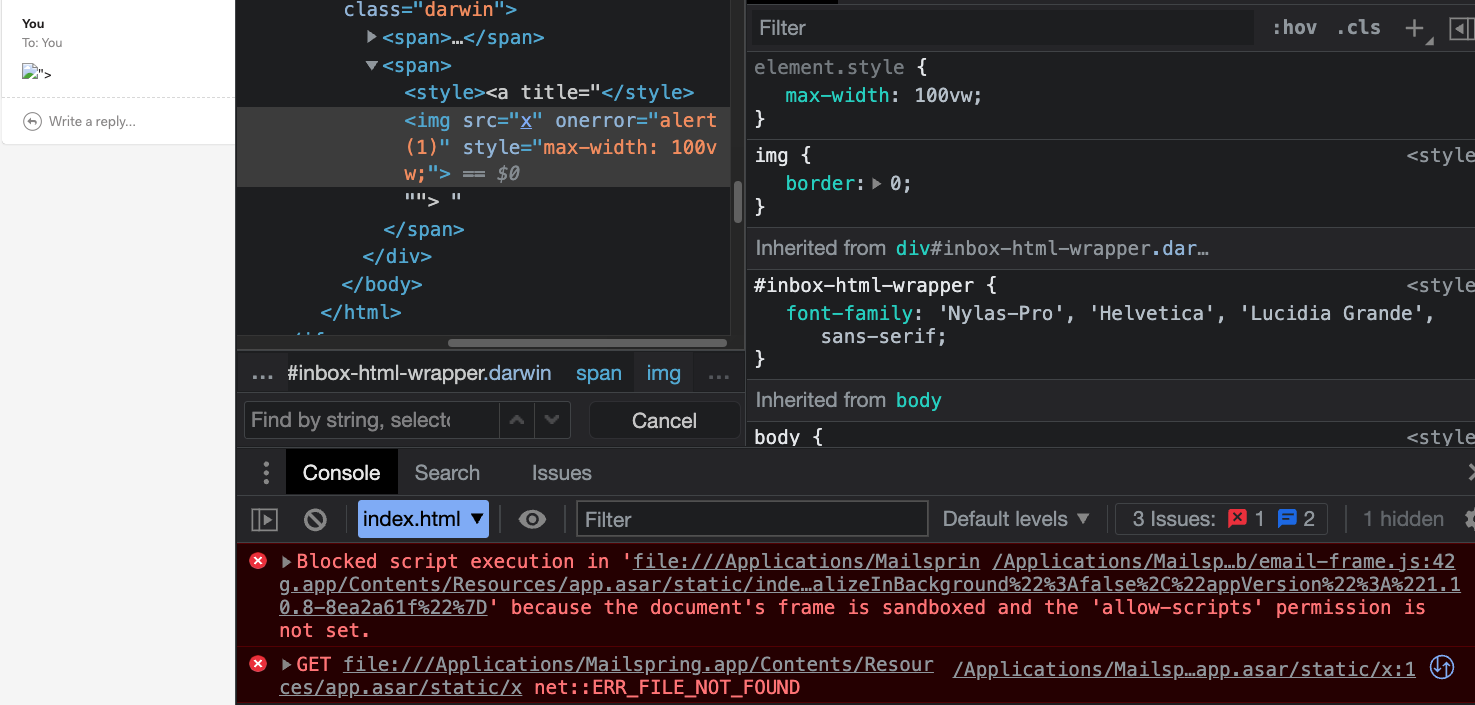 You
To: You
">
Write a reply...
class="darwin">
<span>…</span>
<span>
<style><a title="</style>
<img src="x" onerror="alert
(1)" style="max-width: 100v
w;"> == $0
""> "
</span>
</div>
</body>
</html>
... #inbox-html-wrapper.darwin span img ...
Find by string, selecto
Cancel
Filter
:hov .cls
element.style {
max-width: 100vw;
}
img {
<style
border: 0;
}
Inherited from div#inbox-html-wrapper.dar…
#inbox-html-wrapper {
<style
font-family: 'Nylas-Pro', 'Helvetica', 'Lucidia Grande',
sans-serif;
}
Inherited from body
body {
<style
Console Search Issues
index.html ▼ Filter Default levels ▼ 3 Issues: 1 2 1 hidden
Blocked script execution in 'file:///Applications/Mailsprin /Applications/Mailsp…b/email-frame.js:42
g.app/Contents/Resources/app.asar/static/inde…alizeInBackground%22%3Afalse%2C%22appVersion%22%3A%221.1
0.8-8ea2a61f%22%7D' because the document's frame is sandboxed and the 'allow-scripts' permission is
not set.
GET file:///Applications/Mailspring.app/Contents/Resour /Applications/Mailsp…app.asar/static/x:1
ces/app.asar/static/x net::ERR_FILE_NOT_FOUND